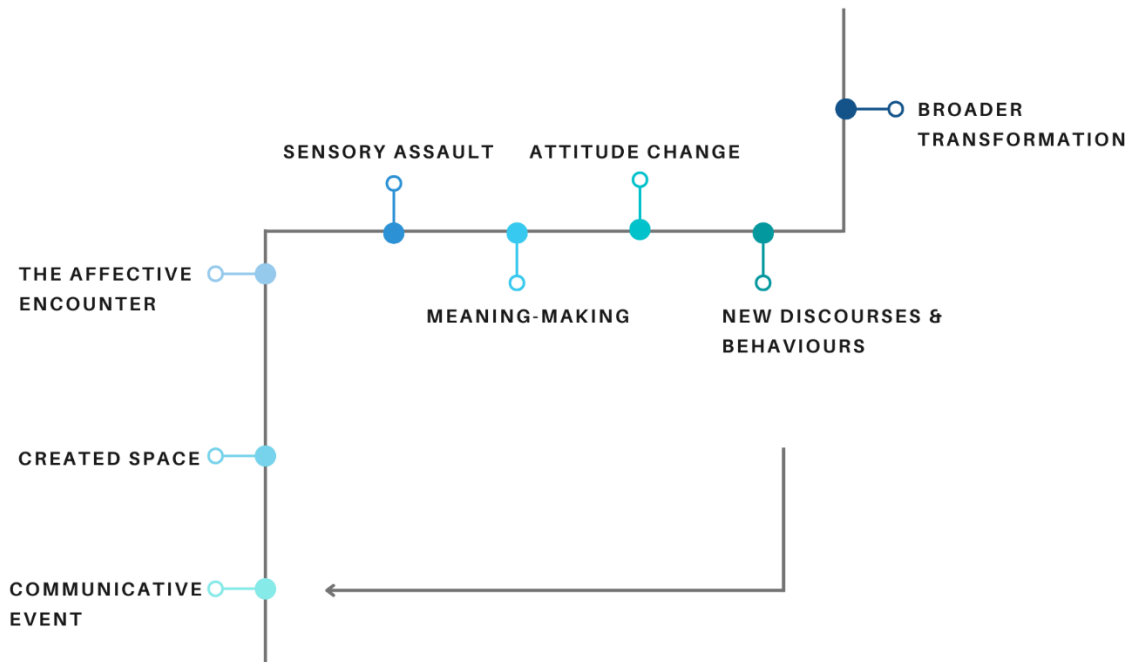 BROADER
TRANSFORMATION
SENSORY ASSAULT
ATTITUDE CHANGE
THE AFFECTIVE
ENCOUNTER
MEANING-MAKING
NEW DISCOURSES &
BEHAVIOURS
CREATED SPACE
COMMUNICATIVE
EVENT